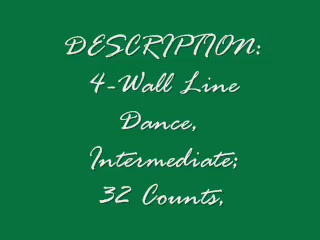 DESCRIPTION:
4-Wall Line
Dance,
Intermediate;
32 Counts,